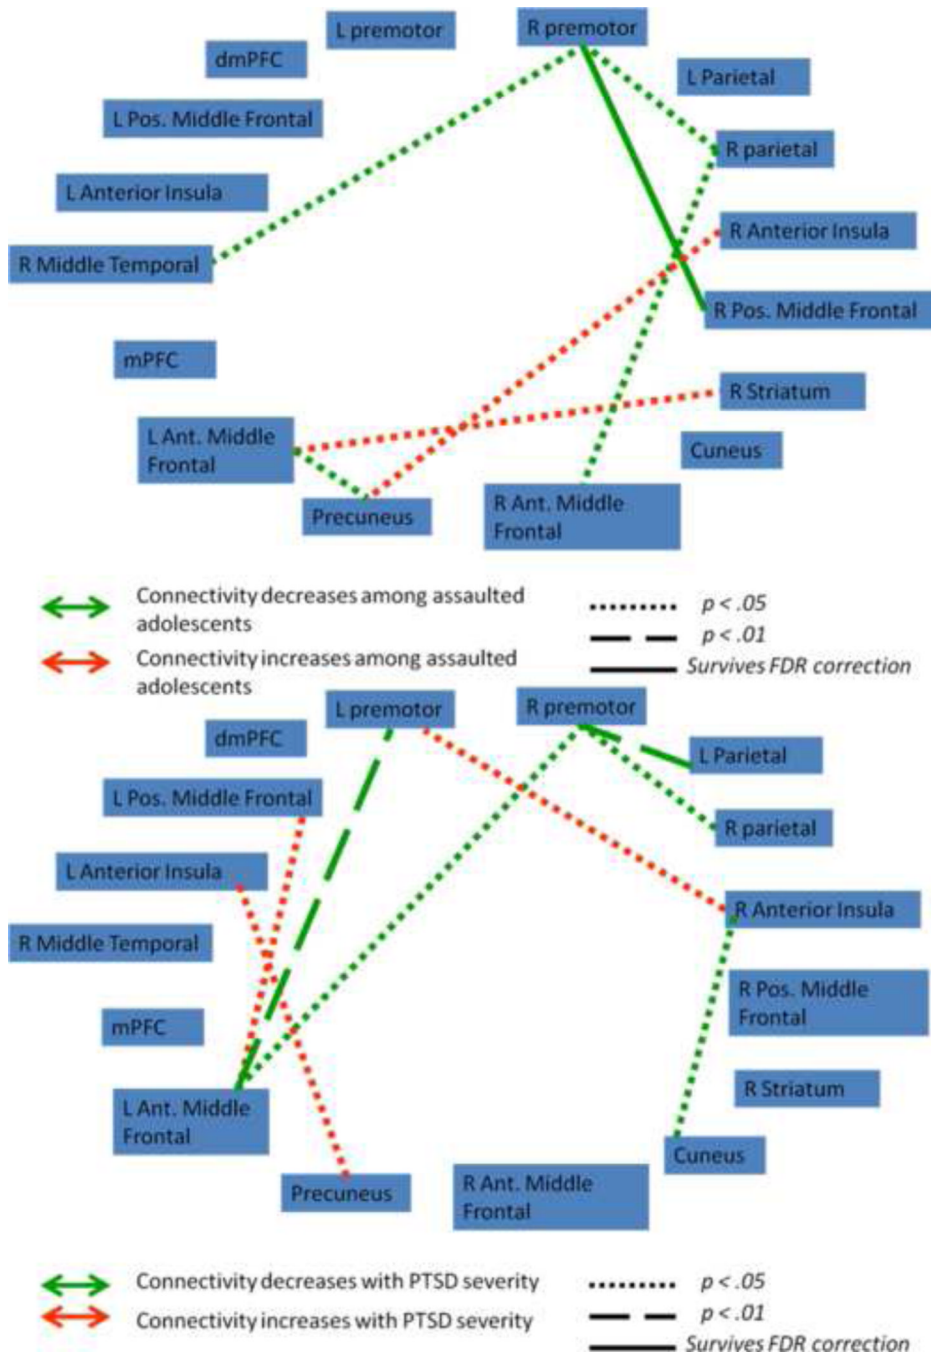 L premotor
R premotor
dmPFC
L Parietal
L Pos. Middle Frontal
R parietal
L Anterior Insula
R Anterior Insula
R Middle Temporal
R Pos. Middle Frontal
mPFC
R Striatum
L Ant. Middle
Frontal
Cuneus
Precuneus
R Ant. Middle
Frontal
Connectivity decreases among assaulted
adolescents
Connectivity increases among assaulted
adolescents
p < .05
p < .01
Survives FDR correction
L premotor
R premotor
dmPFC
L Parietal
L Pos. Middle Frontal
R parietal
L Anterior Insula
R Anterior Insula
R Middle Temporal
R Pos. Middle
Frontal
mPFC
R Striatum
L Ant. Middle
Frontal
Cuneus
Precuneus
R Ant. Middle
Frontal
Connectivity decreases with PTSD severity
Connectivity increases with PTSD severity
p < .05
p < .01
Survives FDR correction